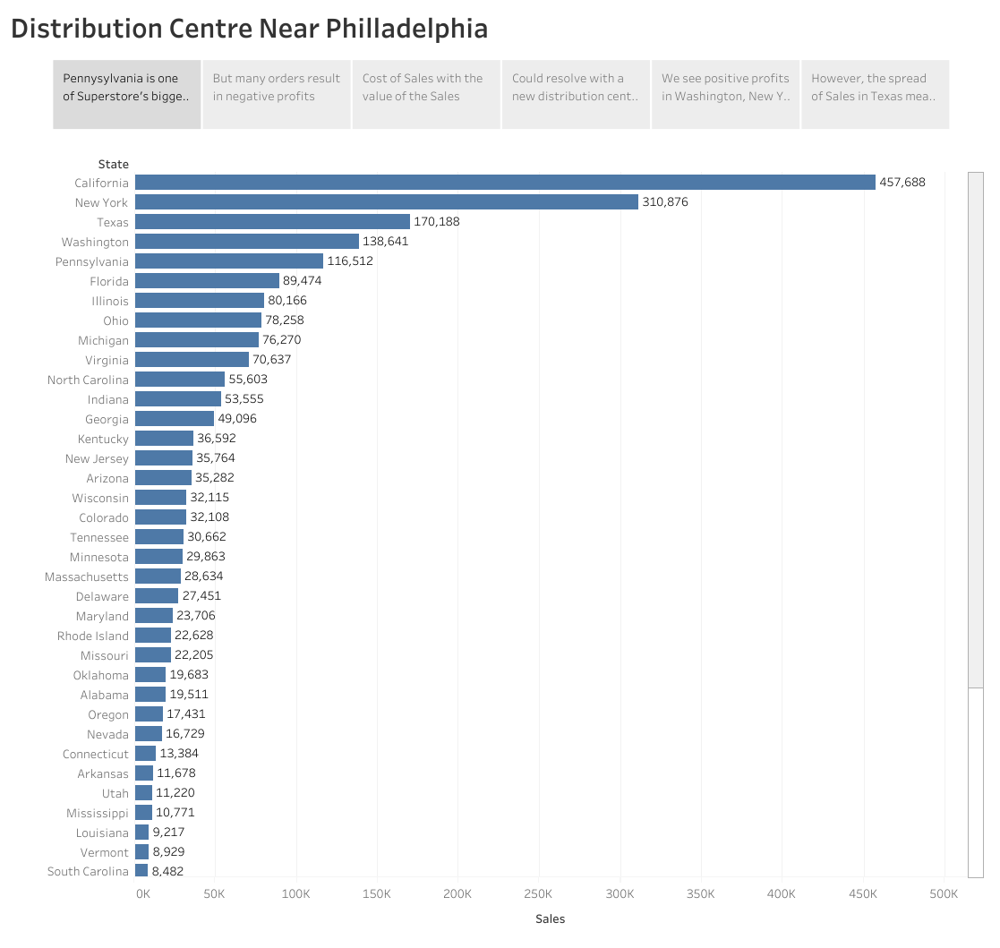 Distribution Centre Near Philladelphia
Pennysylvania is one
of Superstore's bigge..
But many orders result
in negative profits
Cost of Sales with the
value of the Sales
Could resolve with a
new distribution cent..
We see positive profits
in Washington, New Y..
However, the spread
of Sales in Texas mea..
State
California 457,688
New York 310,876
Texas 170,188
Washington 138,641
Pennsylvania 116,512
Florida 89,474
Illinois 80,166
Ohio 78,258
Michigan 76,270
Virginia 70,637
North Carolina 55,603
Indiana 53,555
Georgia 49,096
Kentucky 36,592
New Jersey 35,764
Arizona 35,282
Wisconsin 32,115
Colorado 32,108
Tennessee 30,662
Minnesota 29,863
Massachusetts 28,634
Delaware 27,451
Maryland 23,706
Rhode Island 22,628
Missouri 22,205
Oklahoma 19,683
Alabama 19,511
Oregon 17,431
Nevada 16,729
Connecticut 13,384
Arkansas 11,678
Utah 11,220
Mississippi 10,771
Louisiana 9,217
Vermont 8,929
South Carolina 8,482
0K 50K 100K 150K 200K 250K 300K 350K 400K 450K 500K
Sales